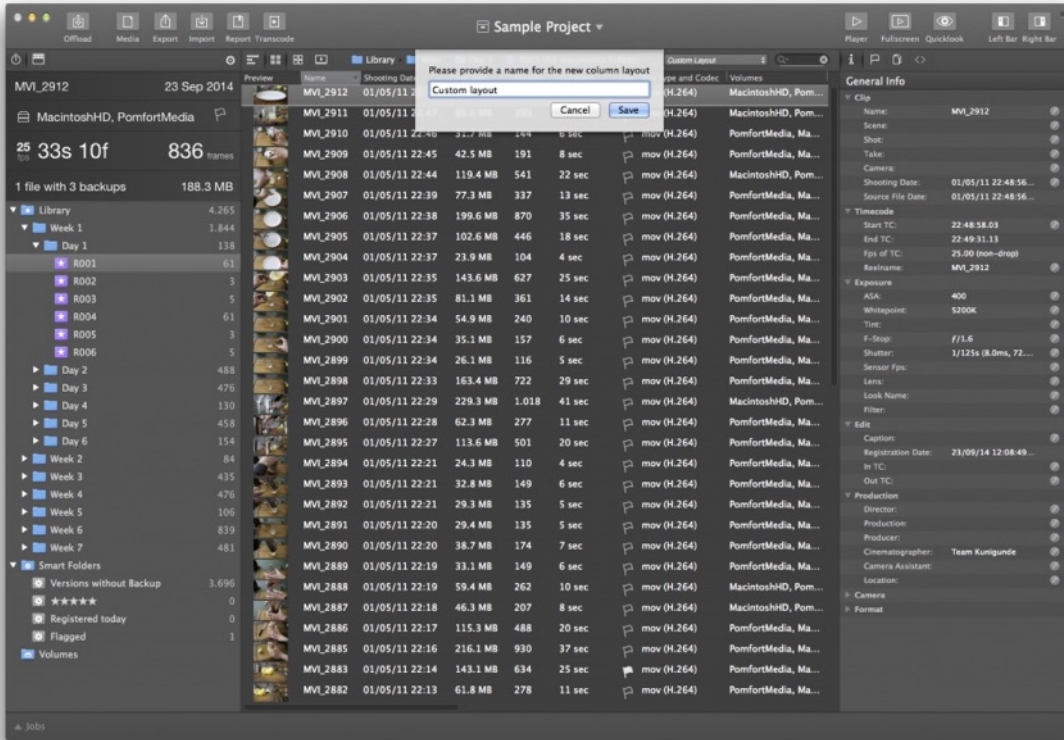 Sample Project
Offload Media Export Import Report Transcode Player Fullscreen Quicklook Left Bar Right Bar
Library
Custom Layout
Please provide a name for the new column layout
Custom layout
Cancel Save
MVI_2912 23 Sep 2014
MacintoshHD, PomfortMedia
25 fps 33s 10f 836 frames
1 file with 3 backups 188.3 MB
Library 4.265
Week 1 1.844
Day 1 138
R001 61
R002 3
R003 5
R004 61
R005 3
R006 5
Day 2 488
Day 3 476
Day 4 130
Day 5 458
Day 6 154
Week 2 84
Week 3 435
Week 4 476
Week 5 106
Week 6 839
Week 7 481
Smart Folders
Versions without Backup 3.696
★★★★★ 0
Registered today 0
Flagged 1
Volumes
Preview Name Shooting Date Type and Codec Volumes
MVI_2912 01/05/11 (H.264) MacintoshHD, Pom...
MVI_2911 01/05/11 (H.264) MacintoshHD, Pom...
MVI_2910 01/05/11 22:46 31.7 MB 144 6 sec mov (H.264) PomfortMedia, Ma...
MVI_2909 01/05/11 22:45 42.5 MB 191 8 sec mov (H.264) PomfortMedia, Ma...
MVI_2908 01/05/11 22:44 119.4 MB 541 22 sec mov (H.264) MacintoshHD, Pom...
MVI_2907 01/05/11 22:39 77.3 MB 337 13 sec mov (H.264) PomfortMedia, Ma...
MVI_2906 01/05/11 22:38 199.6 MB 870 35 sec mov (H.264) PomfortMedia, Ma...
MVI_2905 01/05/11 22:37 102.6 MB 446 18 sec mov (H.264) PomfortMedia, Ma...
MVI_2904 01/05/11 22:37 23.9 MB 104 4 sec mov (H.264) PomfortMedia, Ma...
MVI_2903 01/05/11 22:35 143.6 MB 627 25 sec mov (H.264) PomfortMedia, Ma...
MVI_2902 01/05/11 22:35 81.1 MB 361 14 sec mov (H.264) PomfortMedia, Ma...
MVI_2901 01/05/11 22:34 54.9 MB 240 10 sec mov (H.264) PomfortMedia, Ma...
MVI_2900 01/05/11 22:34 35.1 MB 157 6 sec mov (H.264) PomfortMedia, Ma...
MVI_2899 01/05/11 22:34 26.1 MB 116 5 sec mov (H.264) PomfortMedia, Ma...
MVI_2898 01/05/11 22:33 163.4 MB 722 29 sec mov (H.264) PomfortMedia, Ma...
MVI_2897 01/05/11 22:29 229.3 MB 1.018 41 sec mov (H.264) MacintoshHD, Pom...
MVI_2896 01/05/11 22:28 62.3 MB 277 11 sec mov (H.264) PomfortMedia, Ma...
MVI_2895 01/05/11 22:27 113.6 MB 501 20 sec mov (H.264) PomfortMedia, Ma...
MVI_2894 01/05/11 22:21 24.3 MB 110 4 sec mov (H.264) PomfortMedia, Ma...
MVI_2893 01/05/11 22:21 32.8 MB 149 6 sec mov (H.264) PomfortMedia, Ma...
MVI_2892 01/05/11 22:21 29.3 MB 135 5 sec mov (H.264) PomfortMedia, Ma...
MVI_2891 01/05/11 22:20 29.4 MB 135 5 sec mov (H.264) PomfortMedia, Ma...
MVI_2890 01/05/11 22:20 38.7 MB 174 7 sec mov (H.264) PomfortMedia, Ma...
MVI_2889 01/05/11 22:19 33.1 MB 149 6 sec mov (H.264) PomfortMedia, Ma...
MVI_2888 01/05/11 22:19 59.4 MB 262 10 sec mov (H.264) MacintoshHD, Pom...
MVI_2887 01/05/11 22:18 46.3 MB 207 8 sec mov (H.264) MacintoshHD, Pom...
MVI_2886 01/05/11 22:17 115.3 MB 488 20 sec mov (H.264) PomfortMedia, Ma...
MVI_2885 01/05/11 22:16 216.1 MB 930 37 sec mov (H.264) PomfortMedia, Ma...
MVI_2883 01/05/11 22:14 143.1 MB 634 25 sec mov (H.264) PomfortMedia, Ma...
MVI_2882 01/05/11 22:13 61.8 MB 278 11 sec mov (H.264) PomfortMedia, Ma...
General Info
Clip
Name: MVI_2912
Scene:
Shot:
Take:
Camera:
Shooting Date: 01/05/11 22:48:56...
Source File Date: 01/05/11 22:48:56...
Timecode
Start TC: 22:48:58.03
End TC: 22:49:31.13
Fps of TC: 25.00 (non-drop)
Reelname: MVI_2912
Exposure
ASA: 400
Whitepoint: 5200K
Tint:
F-Stop: f/1.6
Shutter: 1/125s (8.0ms, 72....
Sensor Fps:
Lens:
Look Name:
Filter:
Edit
Caption:
Registration Date: 23/09/14 12:08:49...
In TC:
Out TC:
Production
Director:
Production:
Producer:
Cinematographer: Team Kunigunde
Camera Assistant:
Location:
Camera
Format
Jobs